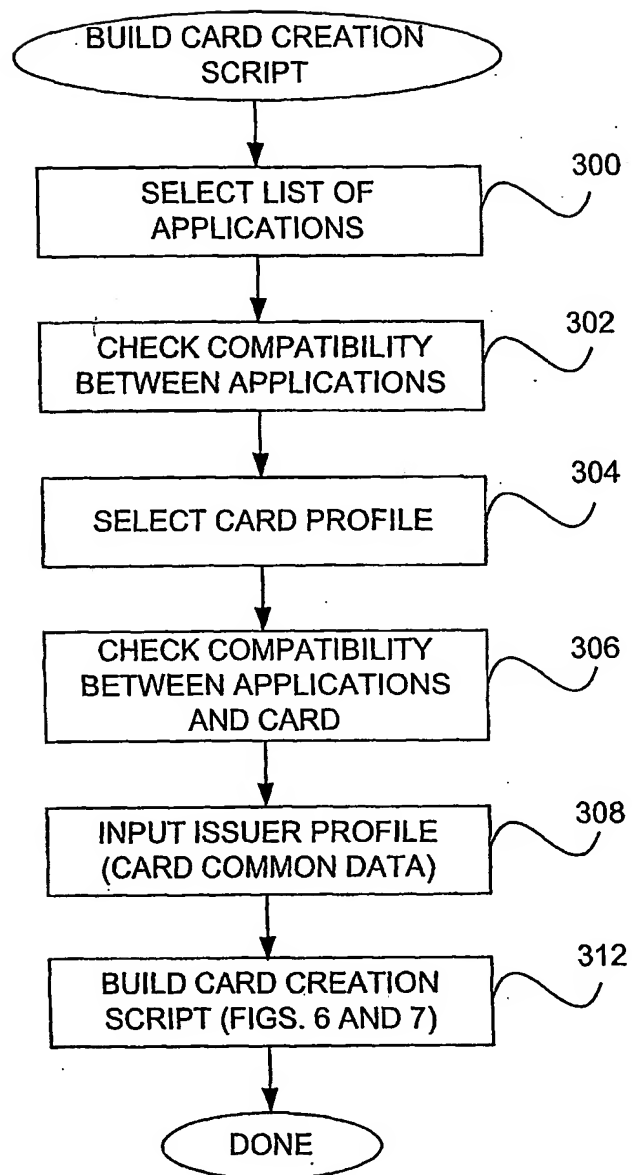 BUILD CARD CREATION
SCRIPT
300
SELECT LIST OF
APPLICATIONS
302
CHECK COMPATIBILITY
BETWEEN APPLICATIONS
304
SELECT CARD PROFILE
306
CHECK COMPATIBILITY
BETWEEN APPLICATIONS
AND CARD
308
INPUT ISSUER PROFILE
(CARD COMMON DATA)
312
BUILD CARD CREATION
SCRIPT (FIGS. 6 AND 7)
DONE